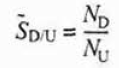 S̃D/U = ND/NU